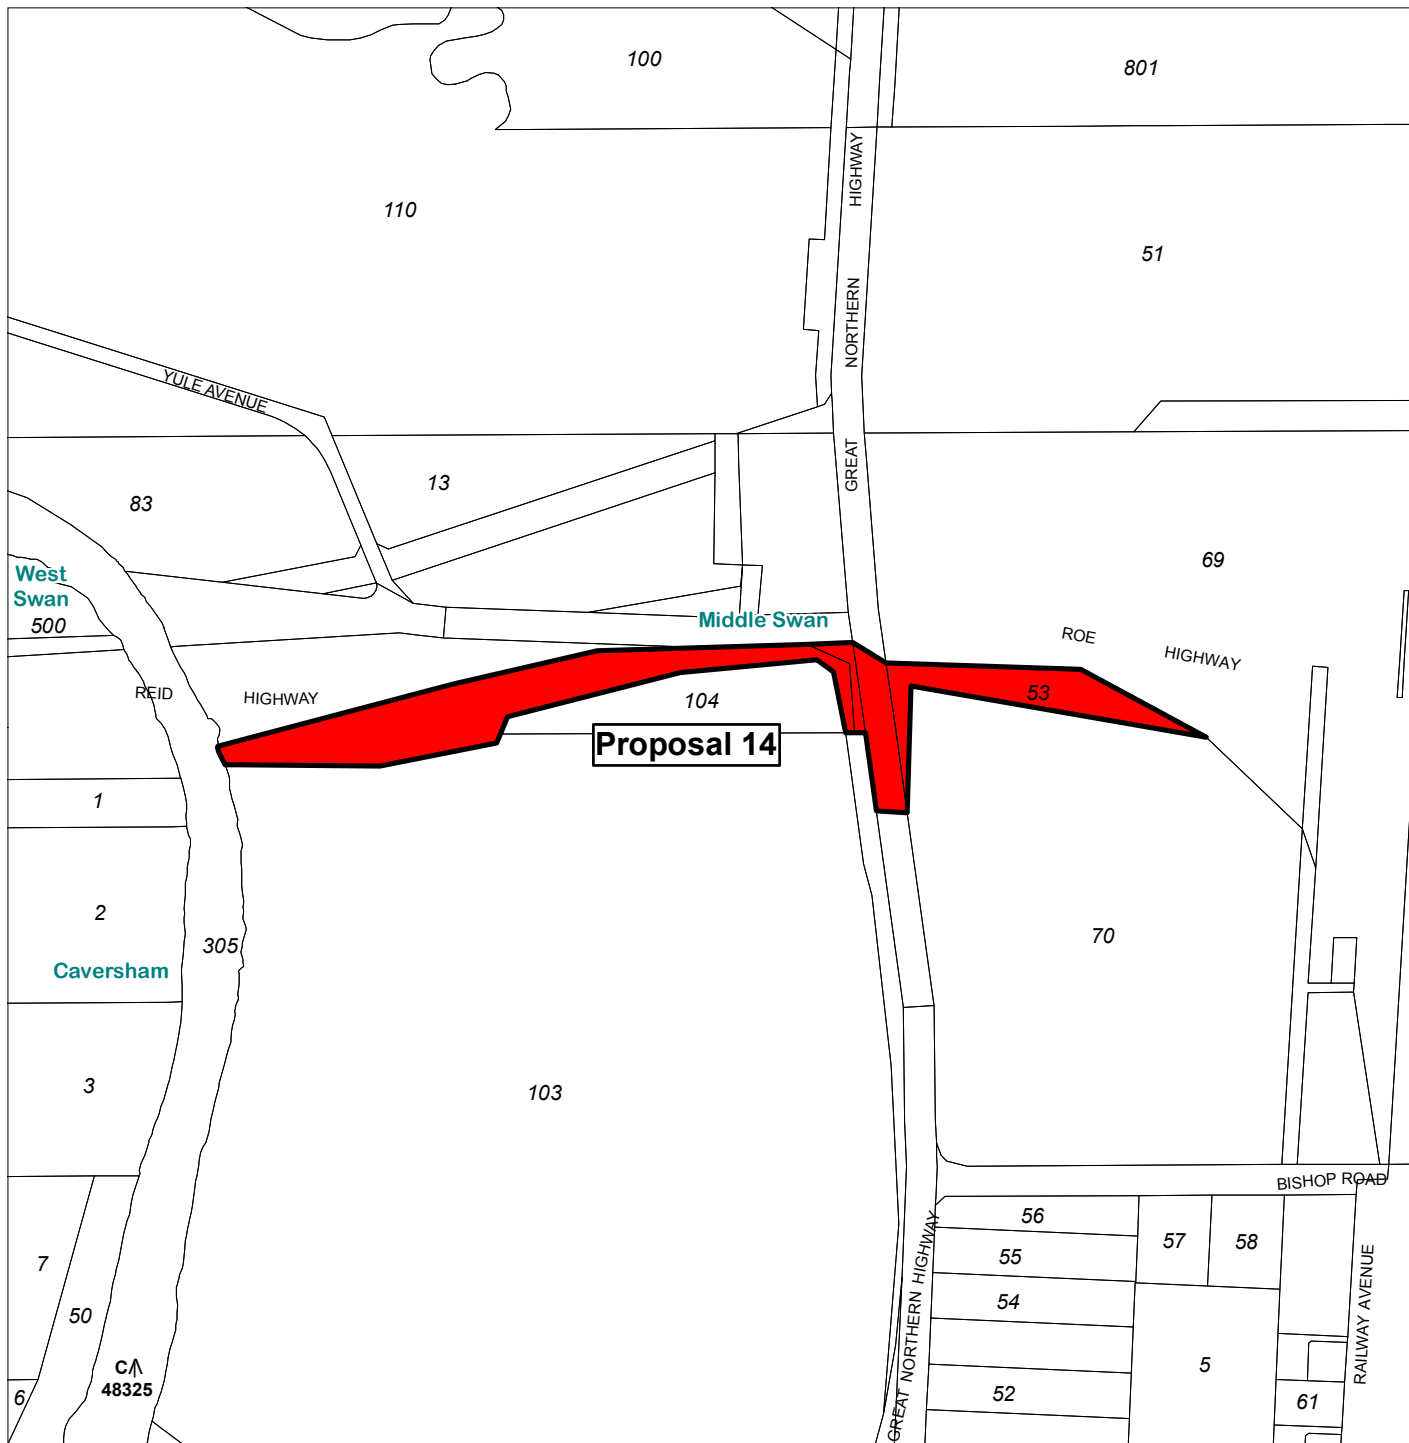 100
801
HIGHWAY
110
51
NORTHERN
YULE AVENUE
GREAT
13
83
69
West
Swan
500
Middle Swan
ROE
HIGHWAY
REID
HIGHWAY
104
53
Proposal 14
1
2
305
70
Caversham
3
103
BISHOP ROAD
56
57
58
7
55
54
50
GREAT NORTHERN HIGHWAY
RAILWAY AVENUE
5
C
48325
6
52
61